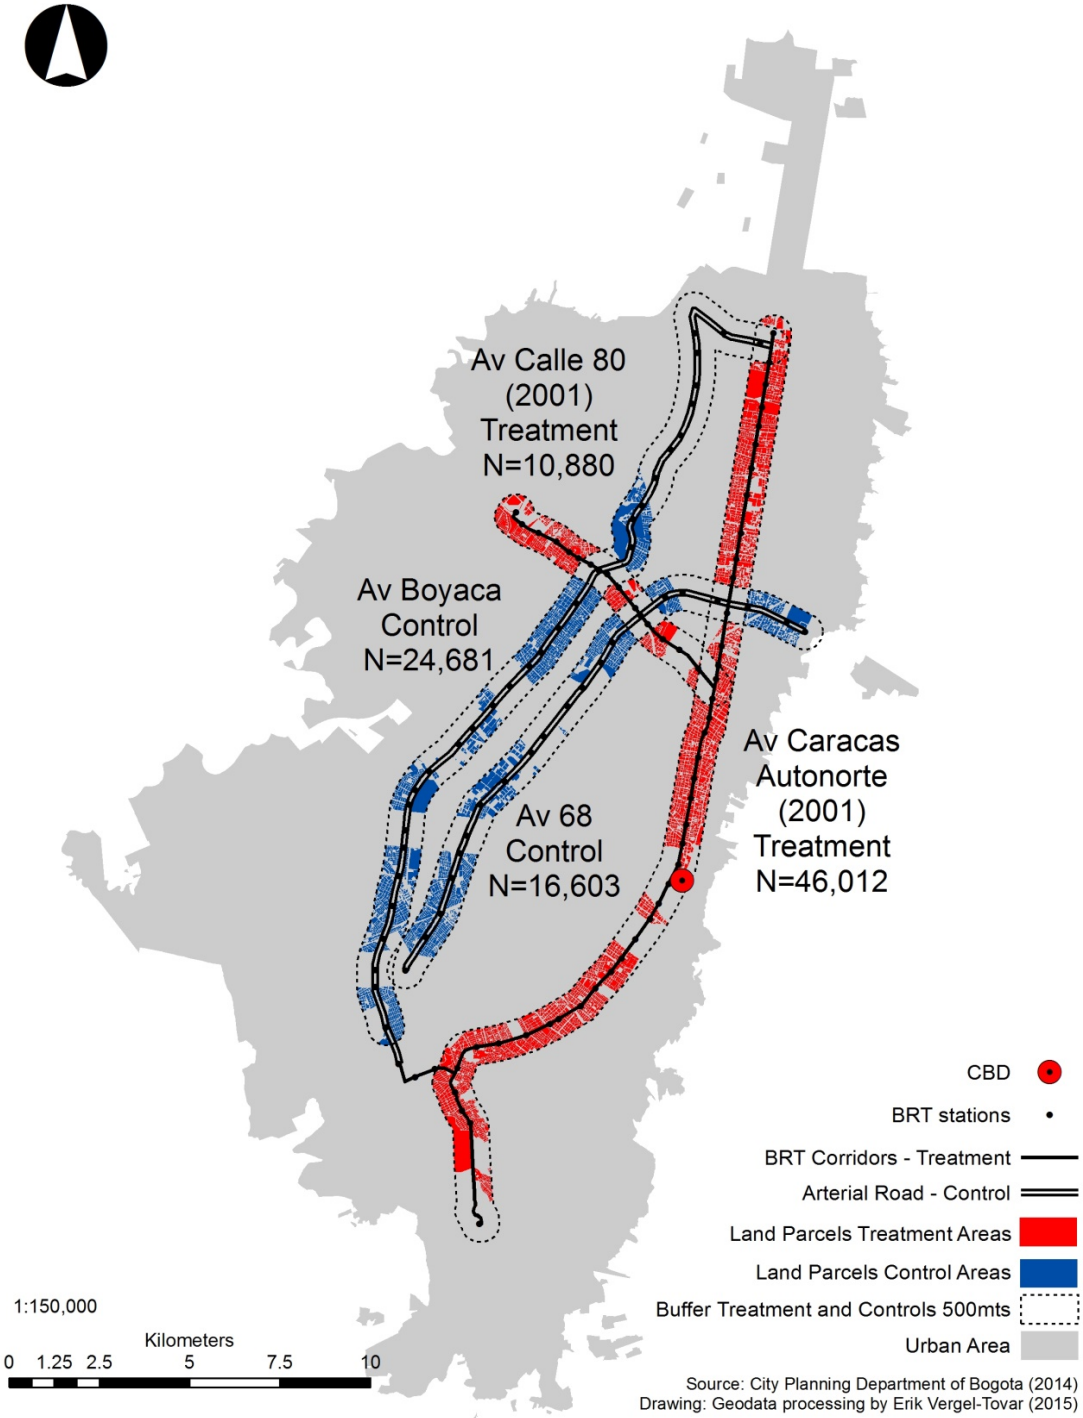 Av Calle 80
(2001)
Treatment
N=10,880
Av Boyaca
Control
N=24,681
Av Caracas
Autonorte
(2001)
Treatment
N=46,012
Av 68
Control
N=16,603
CBD
BRT stations
BRT Corridors - Treatment
Arterial Road - Control
Land Parcels Treatment Areas
Land Parcels Control Areas
Buffer Treatment and Controls 500mts
Urban Area
1:150,000
Kilometers
0 1.25 2.5 5 7.5 10
Source: City Planning Department of Bogota (2014)
Drawing: Geodata processing by Erik Vergel-Tovar (2015)